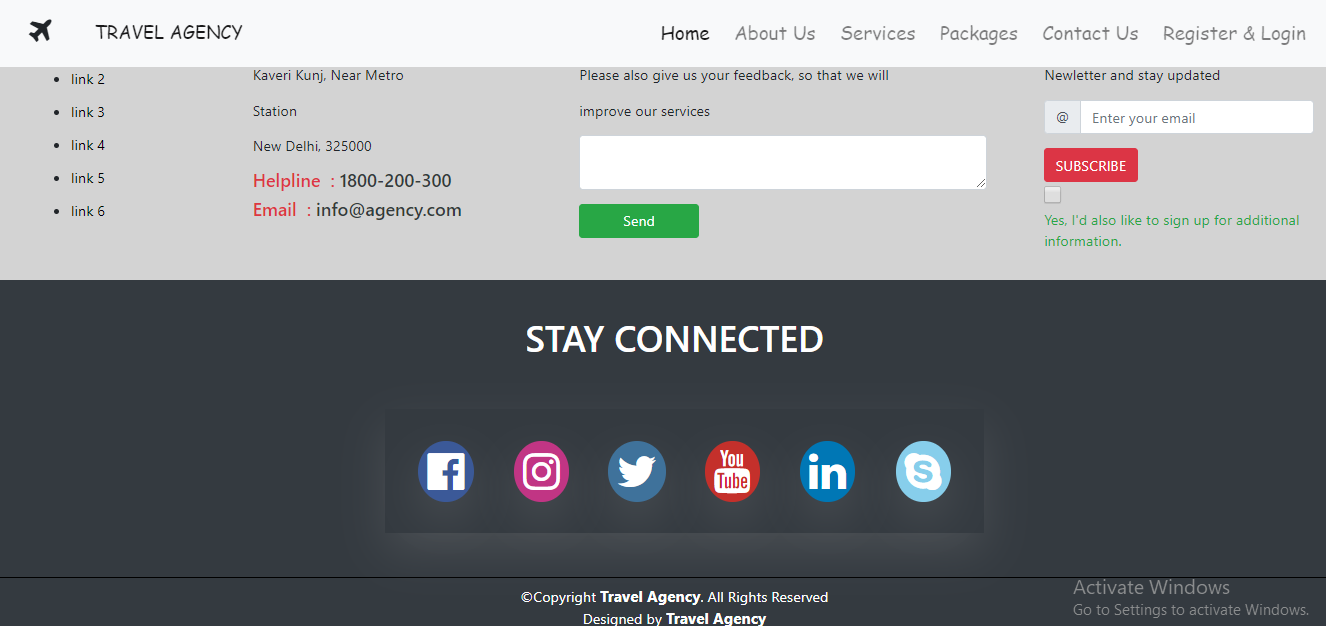 TRAVEL AGENCY
Home About Us Services Packages Contact Us Register & Login
link 2
link 3
link 4
link 5
link 6
Kaveri Kunj, Near Metro
Station
New Delhi, 325000
Helpline : 1800-200-300
Email : info@agency.com
Please also give us your feedback, so that we will
improve our services
Send
Newletter and stay updated
@ Enter your email
SUBSCRIBE
Yes, I'd also like to sign up for additional
information.
STAY CONNECTED
You
Tube
in
S
©Copyright Travel Agency. All Rights Reserved
Designed by Travel Agency
Activate Windows
Go to Settings to activate Windows.